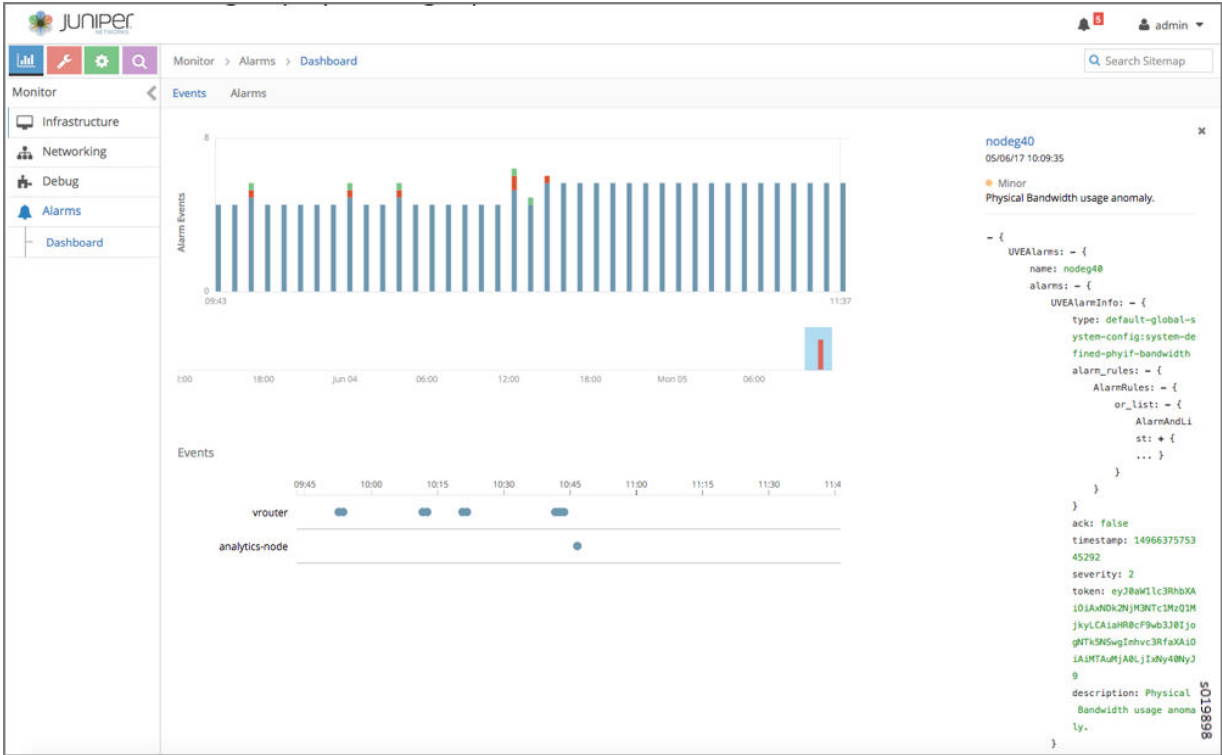 JUNIPER
NETWORKS
5
admin
Monitor > Alarms > Dashboard
Search Sitemap
Monitor
Events Alarms
Infrastructure
Networking
Debug
Alarms
Dashboard
8
Alarm Events
0
09:43 11:37
18:00 Jun 04 06:00 12:00 18:00 Mon 05 06:00
Events
09:45 10:00 10:15 10:30 10:45 11:00 11:15 11:30 11:4
vrouter
analytics-node
nodeg40
05/06/17 10:09:35
Minor
Physical Bandwidth usage anomaly.
- {
UVEAlarms: - {
name: nodeg40
alarms: - {
UVEAlarmInfo: - {
type: default-global-s
ystem-config:system-de
fined-phyif-bandwidth
alarm_rules: - {
AlarmRules: - {
or_list: - {
AlarmAndLi
st: + {
... }
}
}
}
ack: false
timestamp: 14966375753
45292
severity: 2
token: eyJ0aW1lc3RhbXA
iOiAxNDk2NjM3NTc1MzQ1M
jkyLCAiaHR0cF9wb3J0Ijo
gNTk5NSwgImhvc3RfaXAiO
iAiMTAuMjA0LjIxNy40NyJ
9
description: Physical
Bandwidth usage anoma
ly.
}
s019898